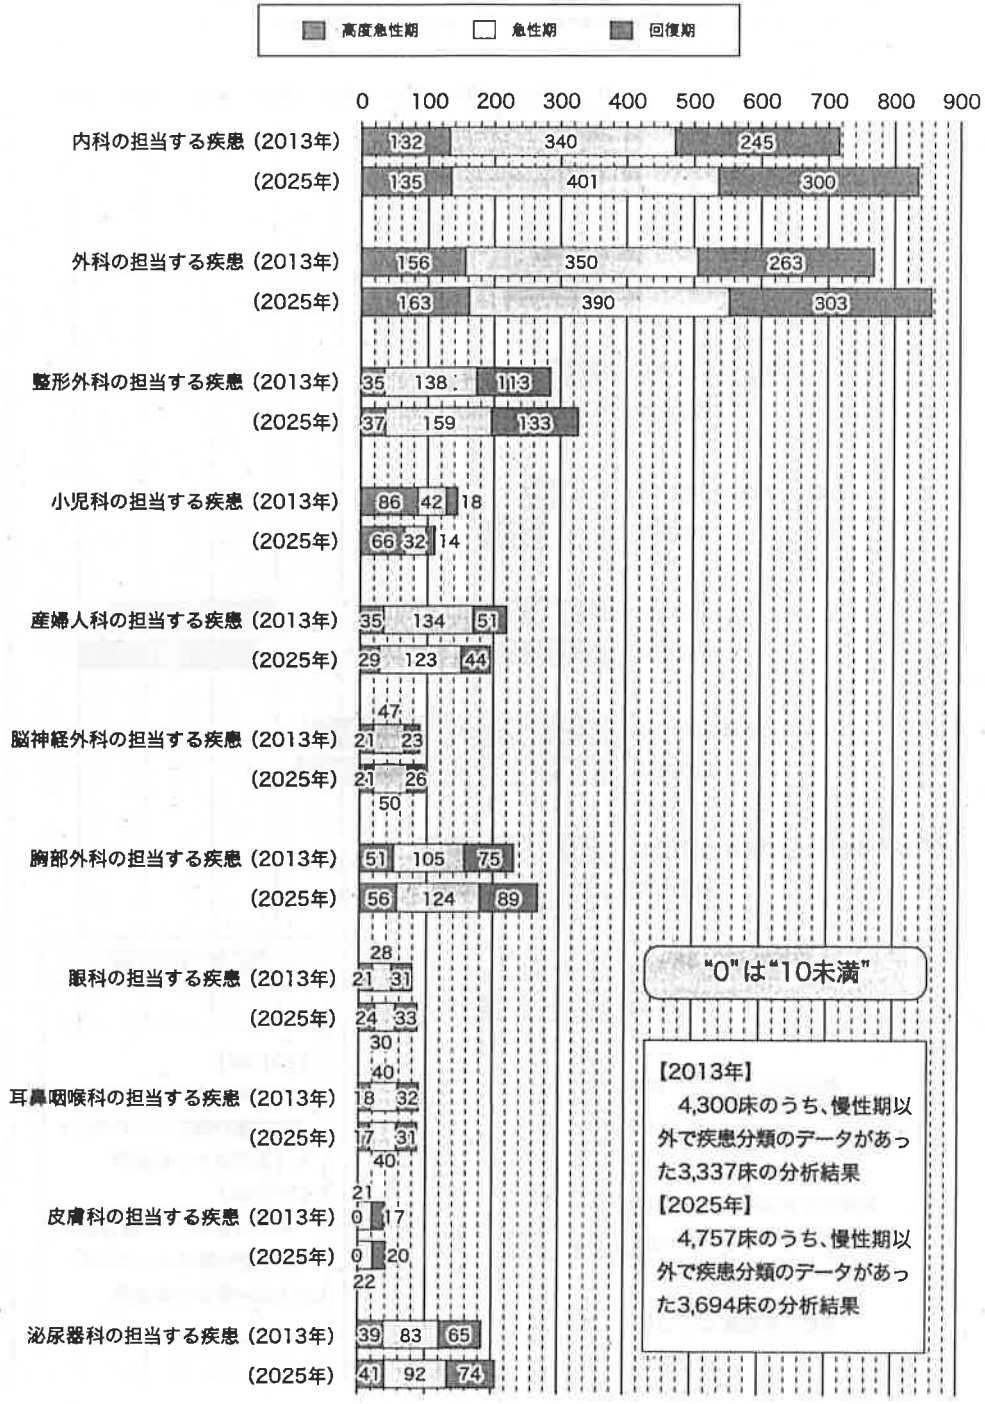 高度急性期 急性期 回復期
0 100 200 300 400 500 600 700 800 900
内科の担当する疾患（2013年） 132 340 245
（2025年） 135 401 300
外科の担当する疾患（2013年） 156 350 263
（2025年） 163 390 303
整形外科の担当する疾患（2013年） 35 138 113
（2025年） 37 159 133
小児科の担当する疾患（2013年） 86 42 18
（2025年） 66 32 14
産婦人科の担当する疾患（2013年） 35 134 51
（2025年） 29 123 44
47
脳神経外科の担当する疾患（2013年） 21 23
（2025年） 21 26
50
胸部外科の担当する疾患（2013年） 51 105 75
（2025年） 56 124 89
28
眼科の担当する疾患（2013年） 21 31
（2025年） 24 33
30
40
耳鼻咽喉科の担当する疾患（2013年） 18 32
（2025年） 17 31
40
21
皮膚科の担当する疾患（2013年） 0 17
（2025年） 0 20
22
泌尿器科の担当する疾患（2013年） 39 83 65
（2025年） 41 92 74
“0”は“10未満”
【2013年】
4,300床のうち、慢性期以
外で疾患分類のデータがあっ
た3,337床の分析結果
【2025年】
4,757床のうち、慢性期以
外で疾患分類のデータがあっ
た3,694床の分析結果